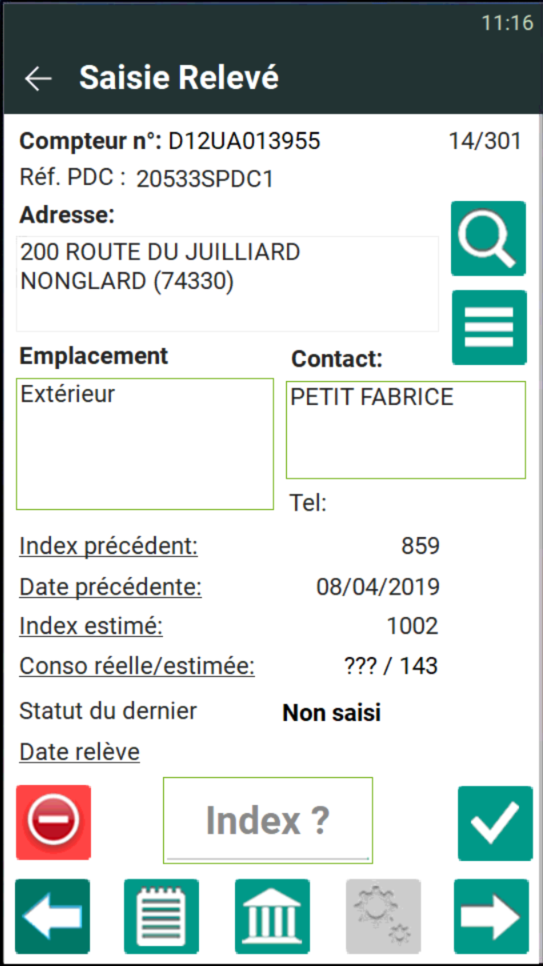 11:16
Saisie Relevé
Compteur n°: D12UA013955 14/301
Réf. PDC : 20533SPDC1
Adresse:
200 ROUTE DU JUILLIARD
NONGLARD (74330)
Emplacement Contact:
Extérieur PETIT FABRICE
Tel:
Index précédent: 859
Date précédente: 08/04/2019
Index estimé: 1002
Conso réelle/estimée: ??? / 143
Statut du dernier Non saisi
Date relève
Index ?